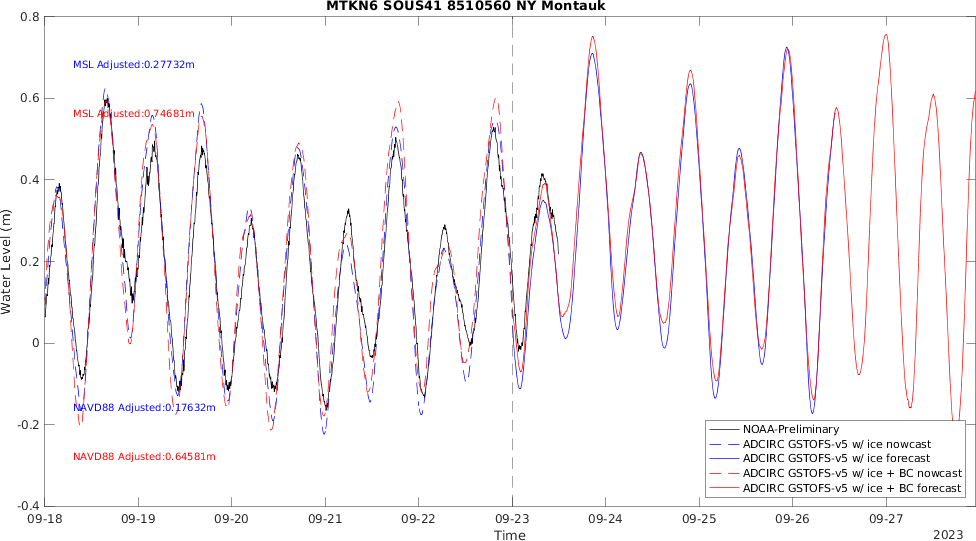 MTKN6 SOUS41 8510560 NY Montauk
Water Level (m)
0.8
0.6
0.4
0.2
0
-0.2
-0.4
MSL Adjusted:0.27732m
MSL Adjusted:0.74681m
NAVD88 Adjusted:0.17632m
NAVD88 Adjusted:0.64581m
NOAA-Preliminary
ADCIRC GSTOFS-v5 w/ ice nowcast
ADCIRC GSTOFS-v5 w/ ice forecast
ADCIRC GSTOFS-v5 w/ ice + BC nowcast
ADCIRC GSTOFS-v5 w/ ice + BC forecast
09-18 09-19 09-20 09-21 09-22 09-23 09-24 09-25 09-26 09-27
Time
2023